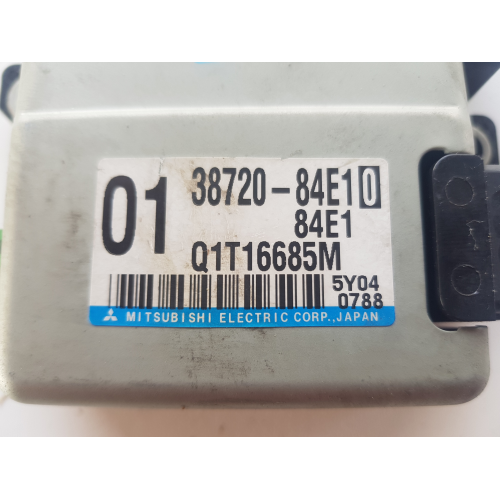 01
38720-84E10
84E1
Q1T16685M
5Y04
0788
MITSUBISHI ELECTRIC CORP., JAPAN